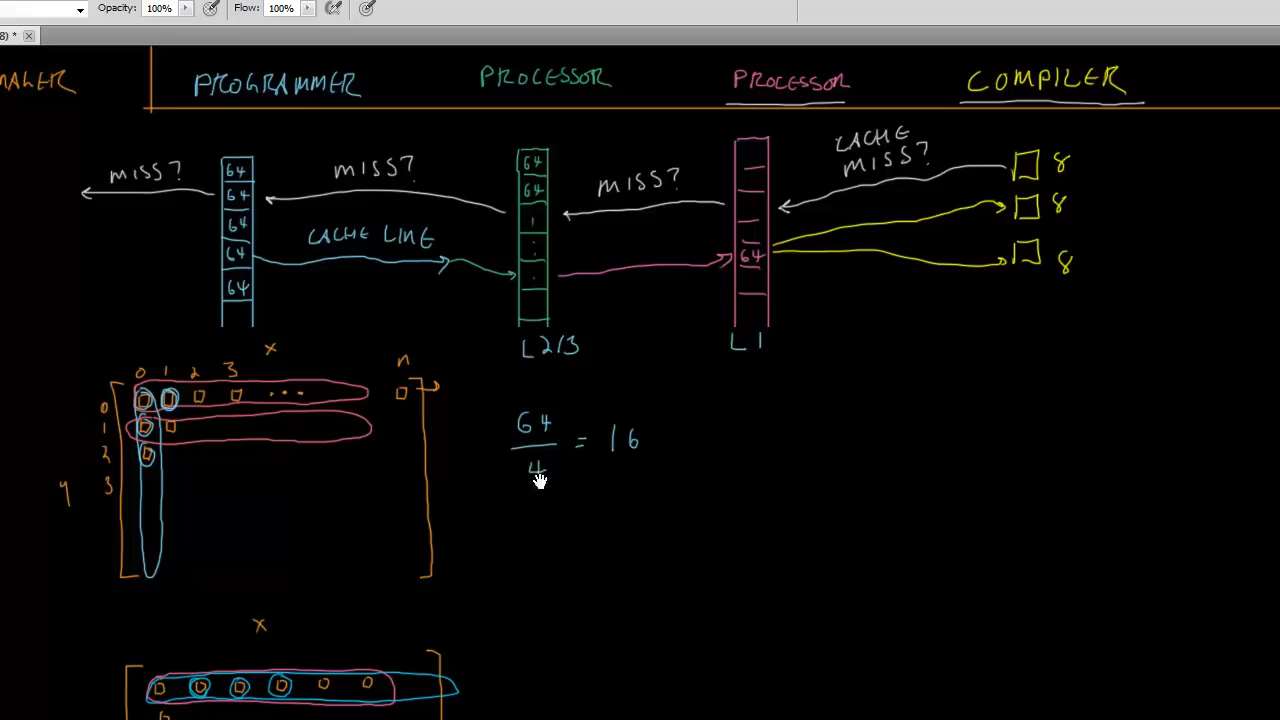 Opacity: 100% Flow: 100%
8) *
MAKER PROGRAMMER PROCESSOR PROCESSOR COMPILER
MISS? MISS? MISS? CACHE MISS?
64 64 8
64 64 8
64 CACHE LINE
64 64 8
64
L2/3 L1
x
0 1 2 3 n
0
1
2
y 3
64
4 = 16
x